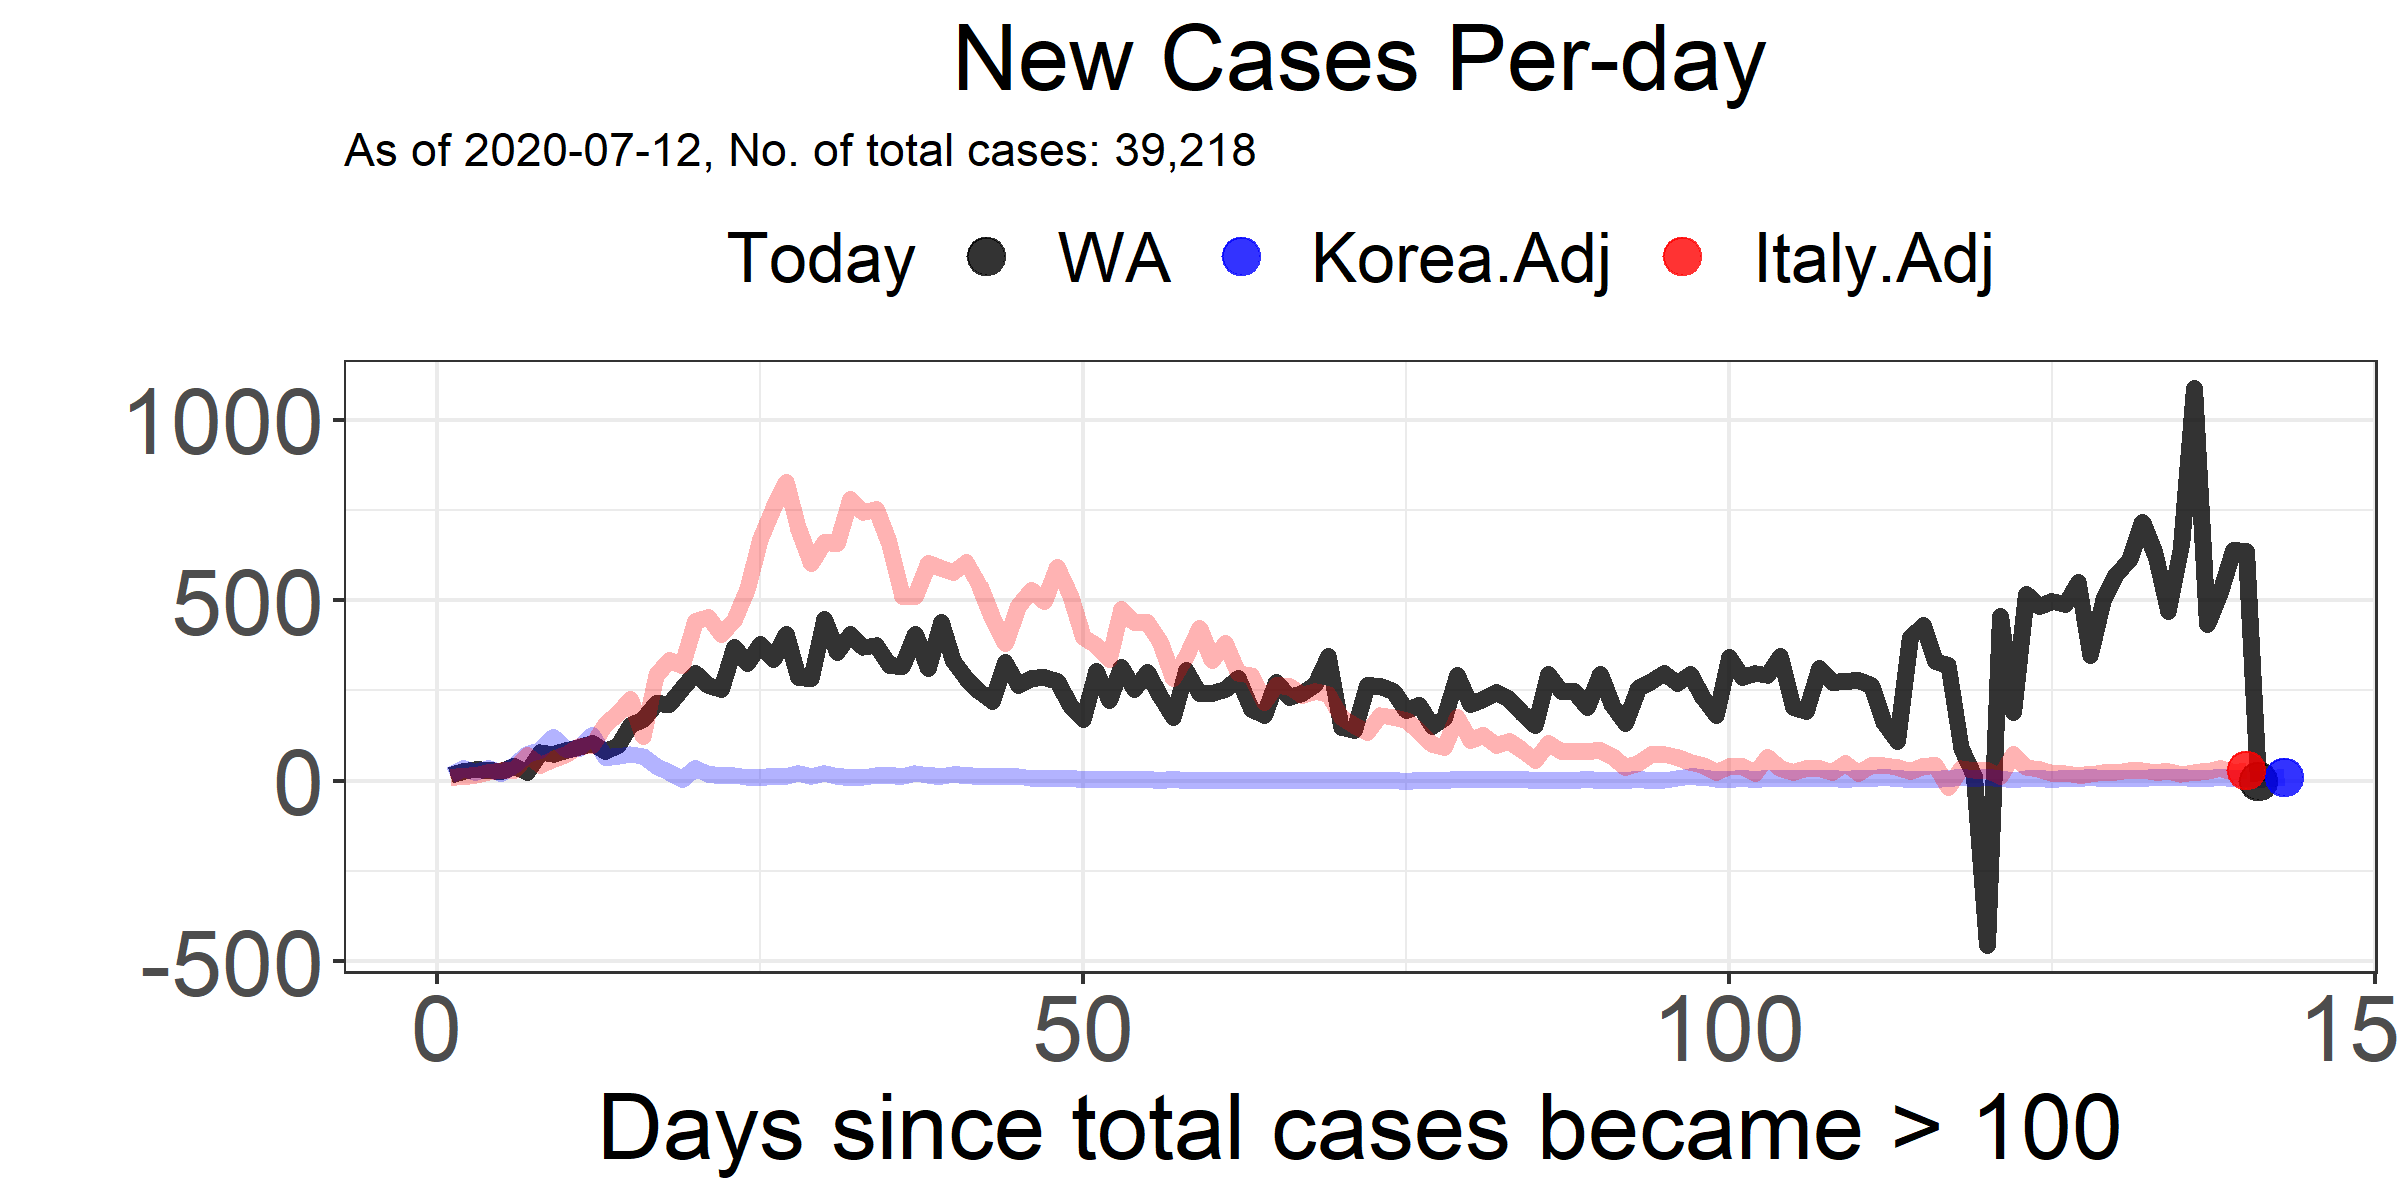 New Cases Per-day
As of 2020-07-12, No. of total cases: 39,218
Today WA Korea.Adj Italy.Adj
1000
500
0
-500
0 50 100 15
Days since total cases became > 100